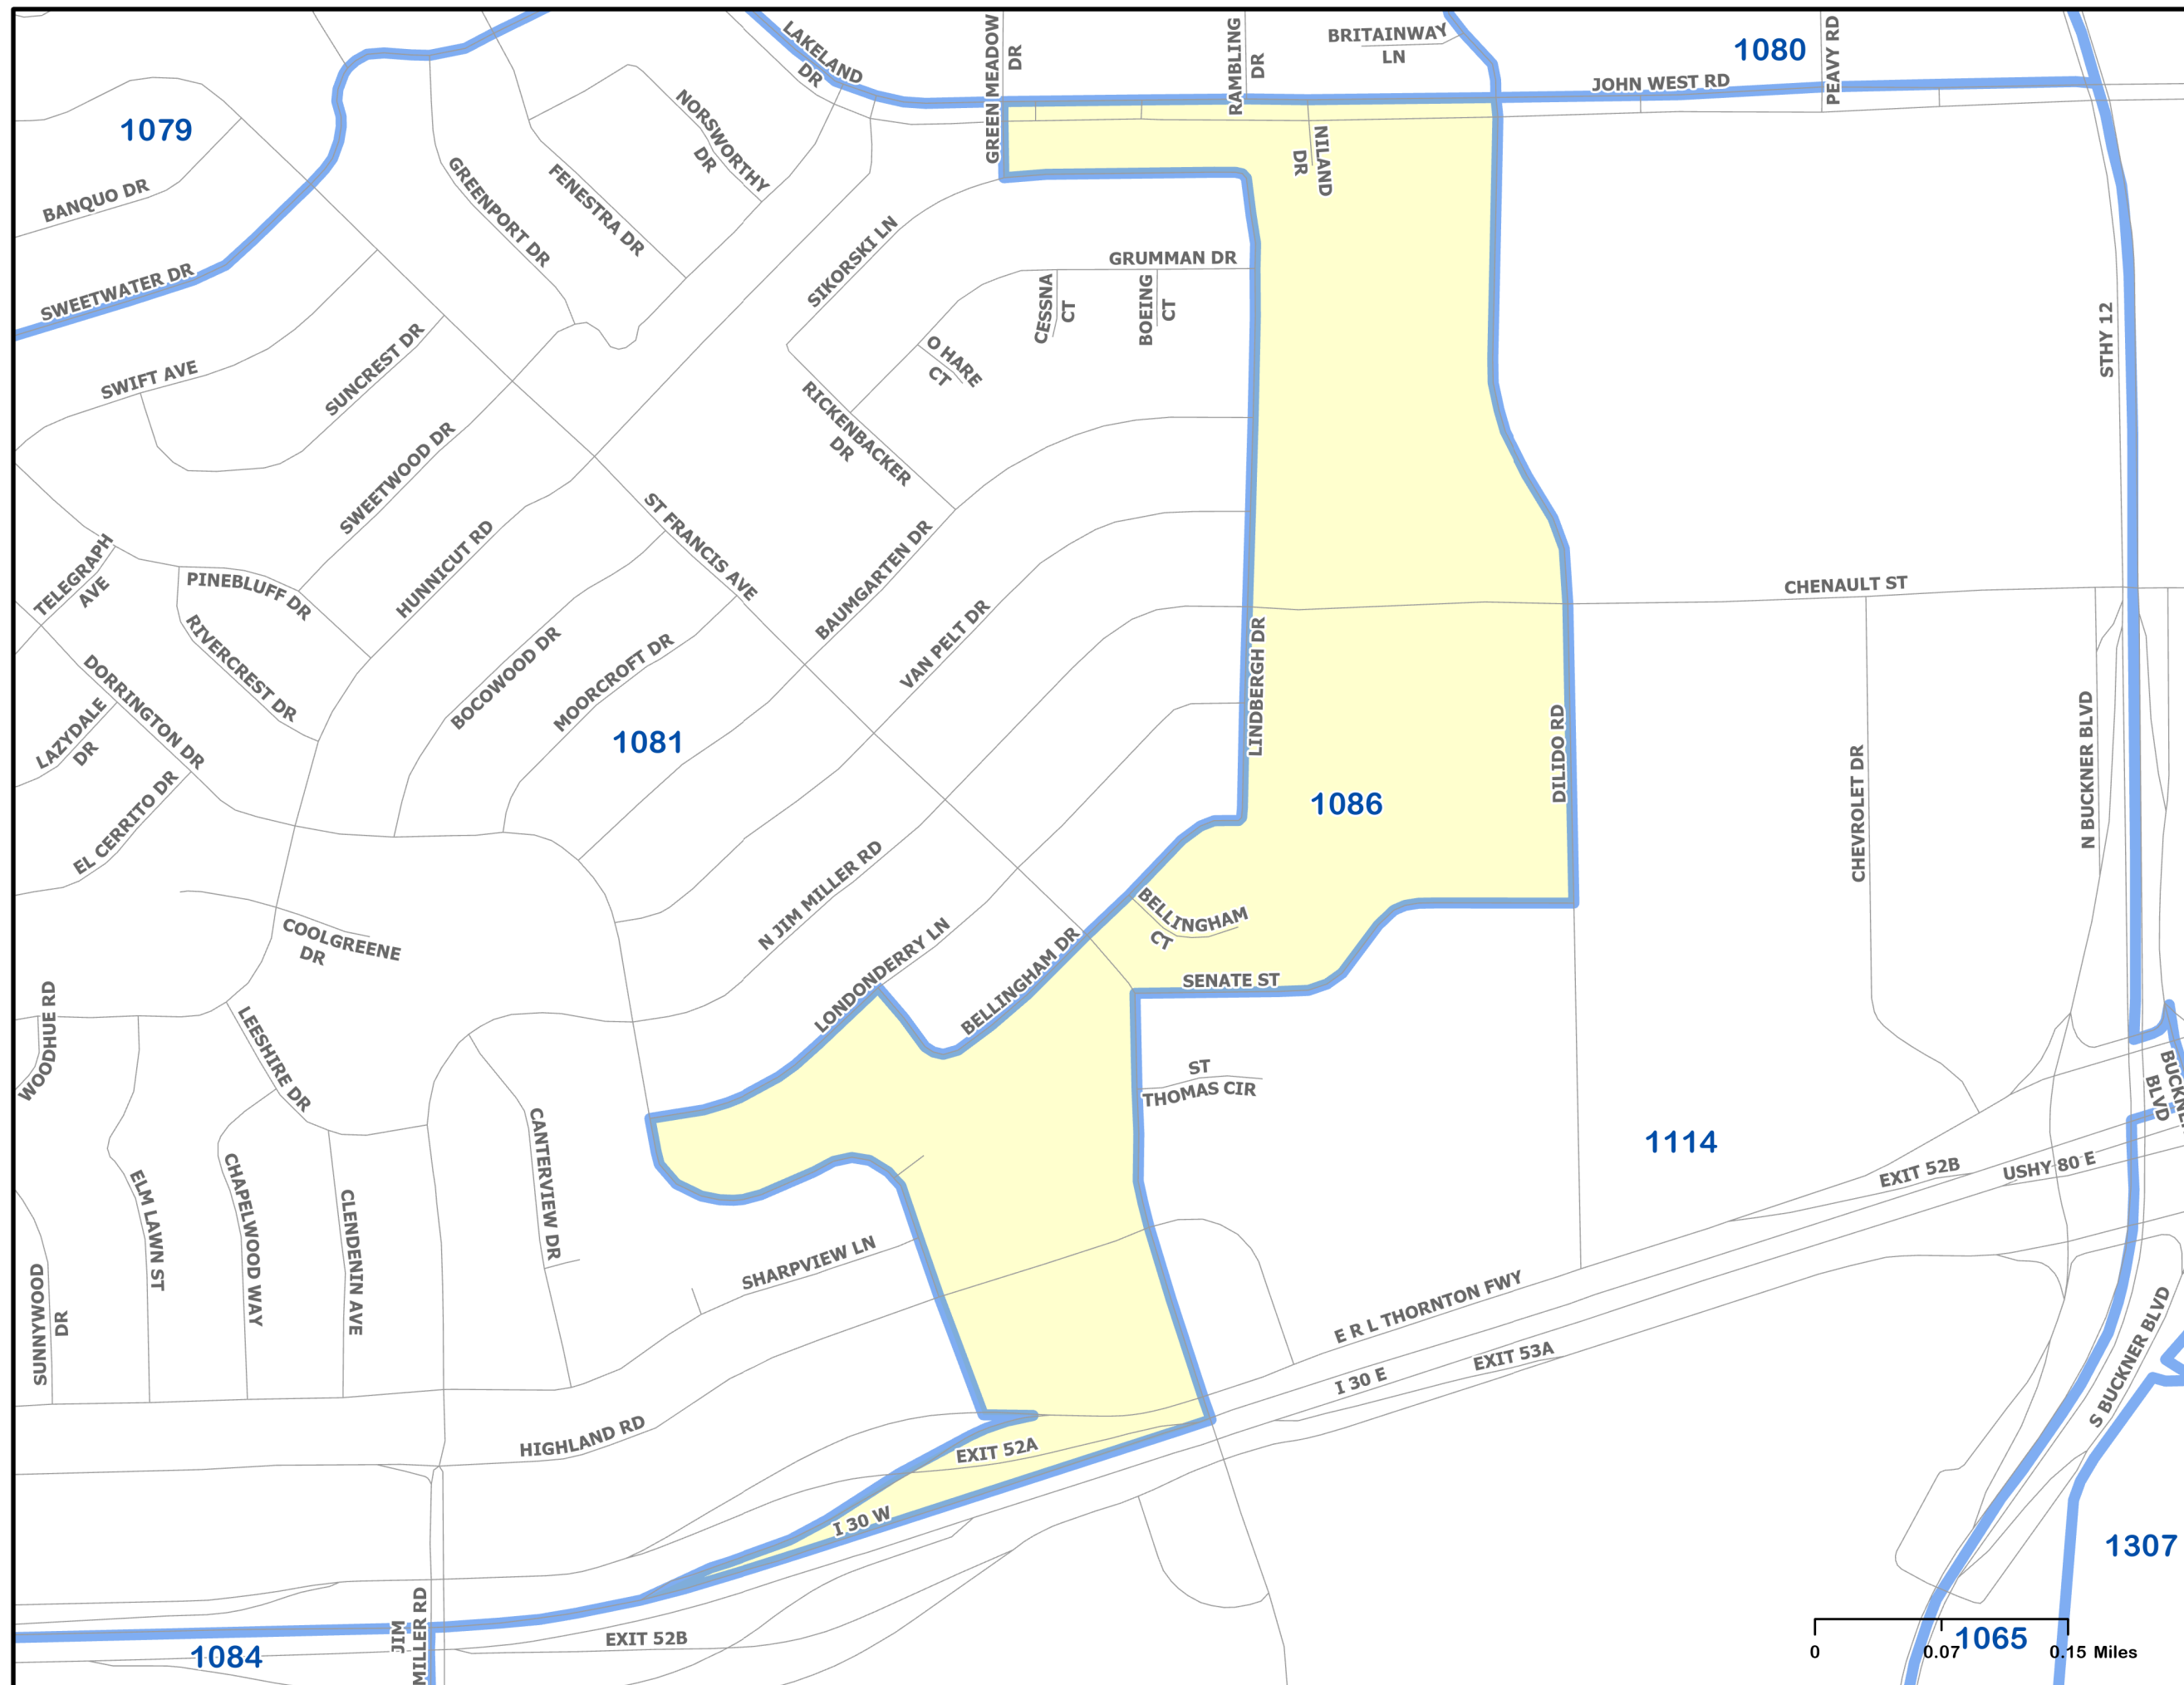 LAKELAND
DR
GREEN MEADOW
DR
RAMBLING
DR
BRITAINWAY
LN
1080
PEAVY RD
JOHN WEST RD
1079
BANQUO DR
SWEETWATER DR
GREENPORT DR
FENESTRA DR
NORSWORTHY
DR
NILAND
DR
SIKORSKI LN
GRUMMAN DR
CESSNA
CT
BOEING
CT
O HARE
CT
STHY 12
SWIFT AVE
SUNCREST DR
RICKENBACKER
DR
SWEETWOOD DR
HUNNICUT RD
ST FRANCIS AVE
BAUMGARTEN DR
VAN PELT DR
TELEGRAPH
AVE
PINEBLUFF DR
RIVERCREST DR
CHENAULT ST
BOCOWOOD DR
MOORCROFT DR
LINDBERGH DR
DORRINGTON DR
LAZYDALE
DR
1081
DILIDO RD
CHEVROLET DR
N BUCKNER BLVD
EL CERRITO DR
1086
N JIM MILLER RD
COOLGREENE
DR
LONDONDERRY LN
BELLINGHAM DR
BELLINGHAM
CT
SENATE ST
WOODHUE RD
LEESHIRE DR
ST
THOMAS CIR
BUCKNER
BLVD
ELM LAWN ST
CHAPELWOOD WAY
CLENDENIN AVE
CANTERVIEW DR
1114
EXIT 52B
USHY 80 E
SHARPVIEW LN
SUNNYWOOD
DR
E R L THORNTON FWY
I 30 E
EXIT 53A
S BUCKNER BLVD
HIGHLAND RD
EXIT 52A
I 30 W
1307
JIM
MILLER RD
1084
EXIT 52B
1065
0
0.07
0.15 Miles